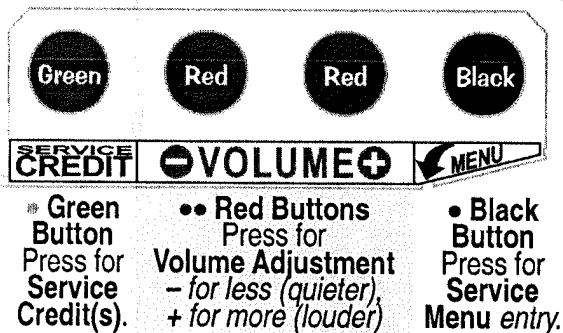 Green Red Red Black
SERVICE
CREDIT
⊖VOLUME⊕
MENU
• Green
Button
Press for
Service
Credit(s).
•• Red Buttons
Press for
Volume Adjustment
– for less (quieter),
+ for more (louder)
• Black
Button
Press for
Service
Menu entry.